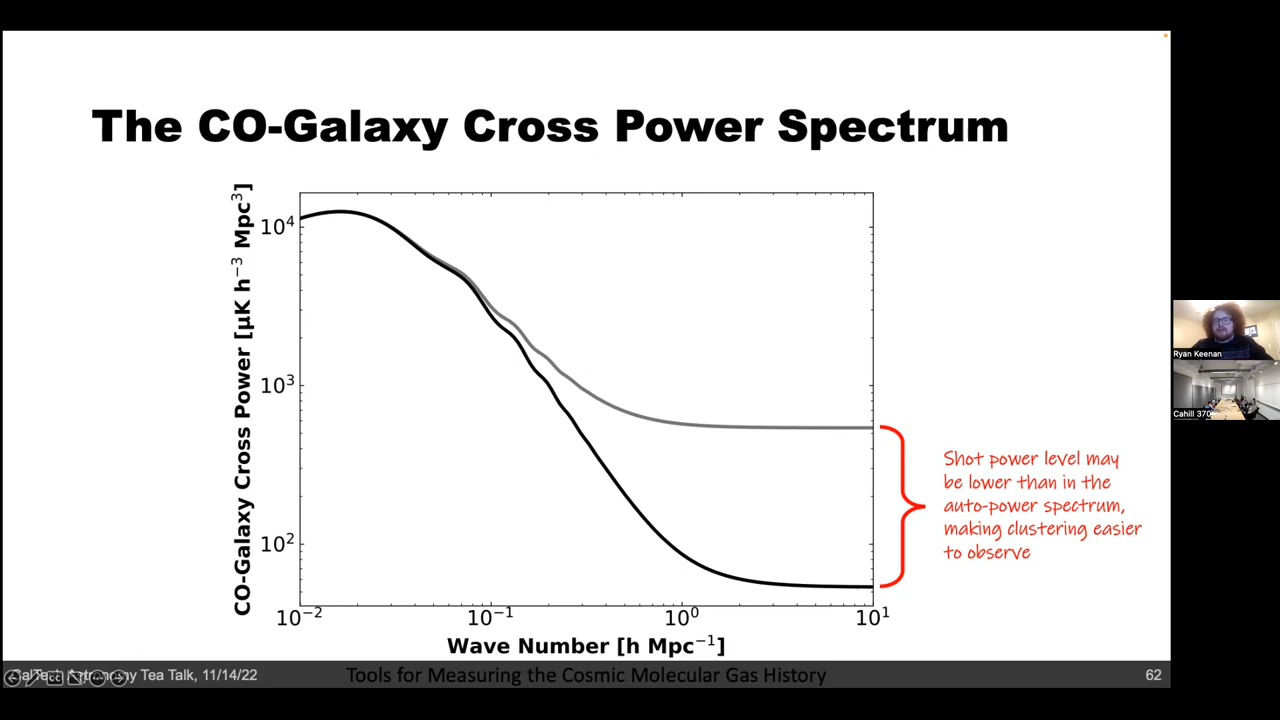 The CO-Galaxy Cross Power Spectrum
CO-Galaxy Cross Power [μK h⁻³ Mpc³]
10⁴
10³
10²
10⁻²
10⁻¹
10⁰
10¹
Wave Number [h Mpc⁻¹]
Shot power level may
be lower than in the
auto-power spectrum,
making clustering easier
to observe
Ryan Keenan
Cahill 370
CalTech Astronomy Tea Talk, 11/14/22
Tools for Measuring the Cosmic Molecular Gas History
62